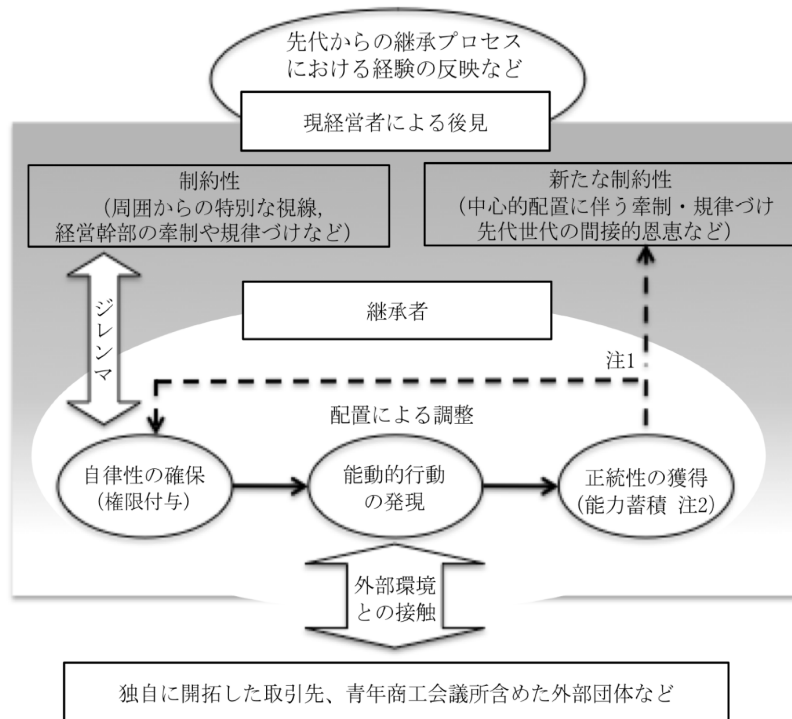 先代からの継承プロセス
における経験の反映など
現経営者による後見
制約性
（周囲からの特別な視線,
経営幹部の牽制や規律づけなど）
新たな制約性
（中心的配置に伴う牽制・規律づけ
先代世代の間接的恩恵など）
ジレンマ
継承者
注1
配置による調整
自律性の確保
（権限付与）
能動的行動
の発現
正統性の獲得
（能力蓄積 注2）
外部環境
との接触
独自に開拓した取引先、青年商工会議所含めた外部団体など